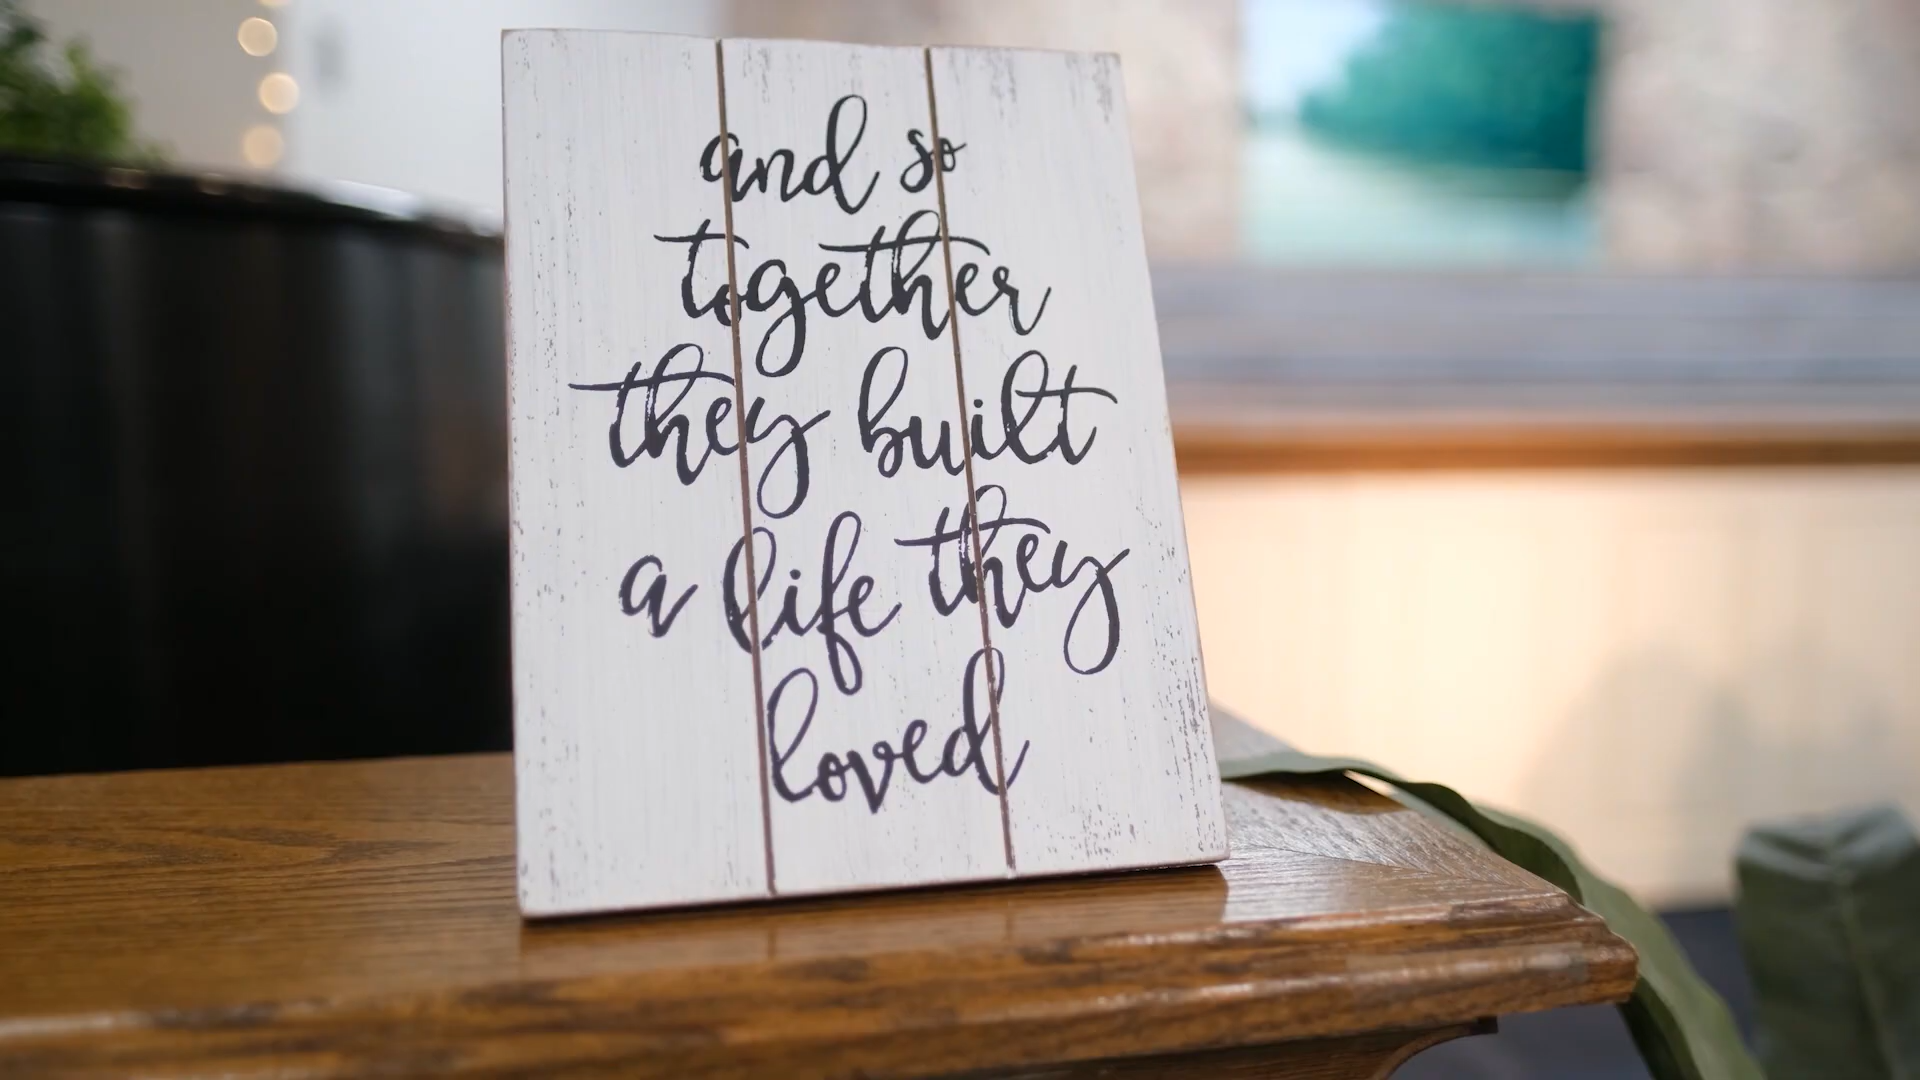 and so
together
they built
a life they
loved